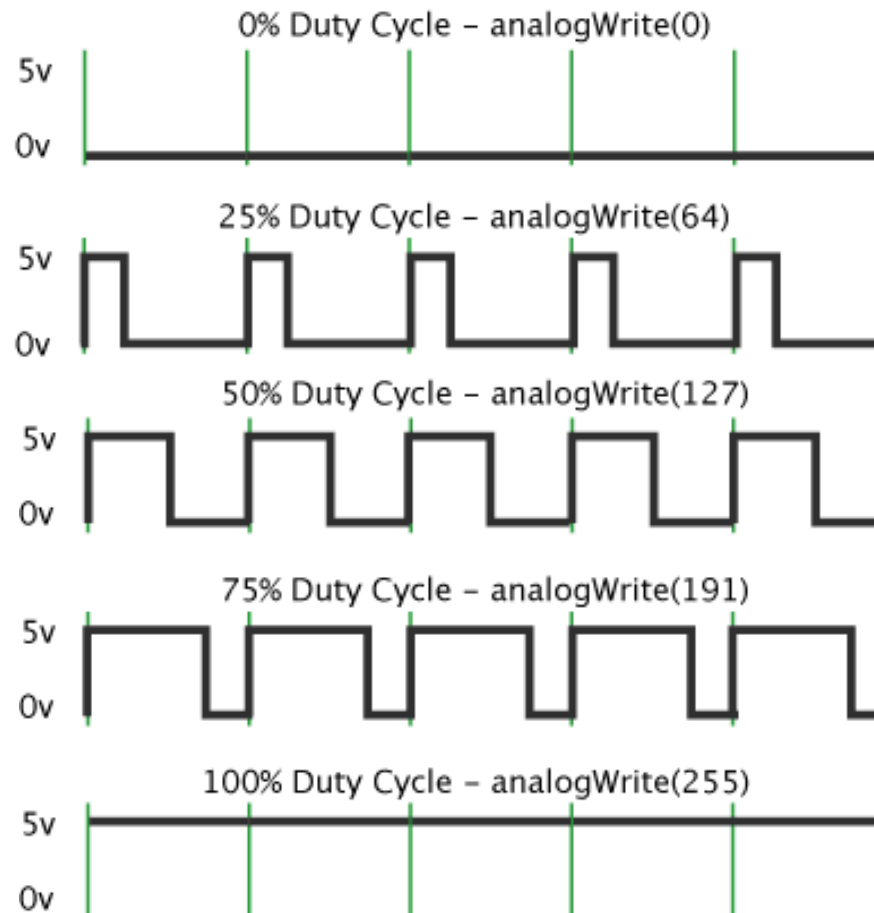 0% Duty Cycle – analogWrite(0)
5v
0v
25% Duty Cycle – analogWrite(64)
5v
0v
50% Duty Cycle – analogWrite(127)
5v
0v
75% Duty Cycle – analogWrite(191)
5v
0v
100% Duty Cycle – analogWrite(255)
5v
0v